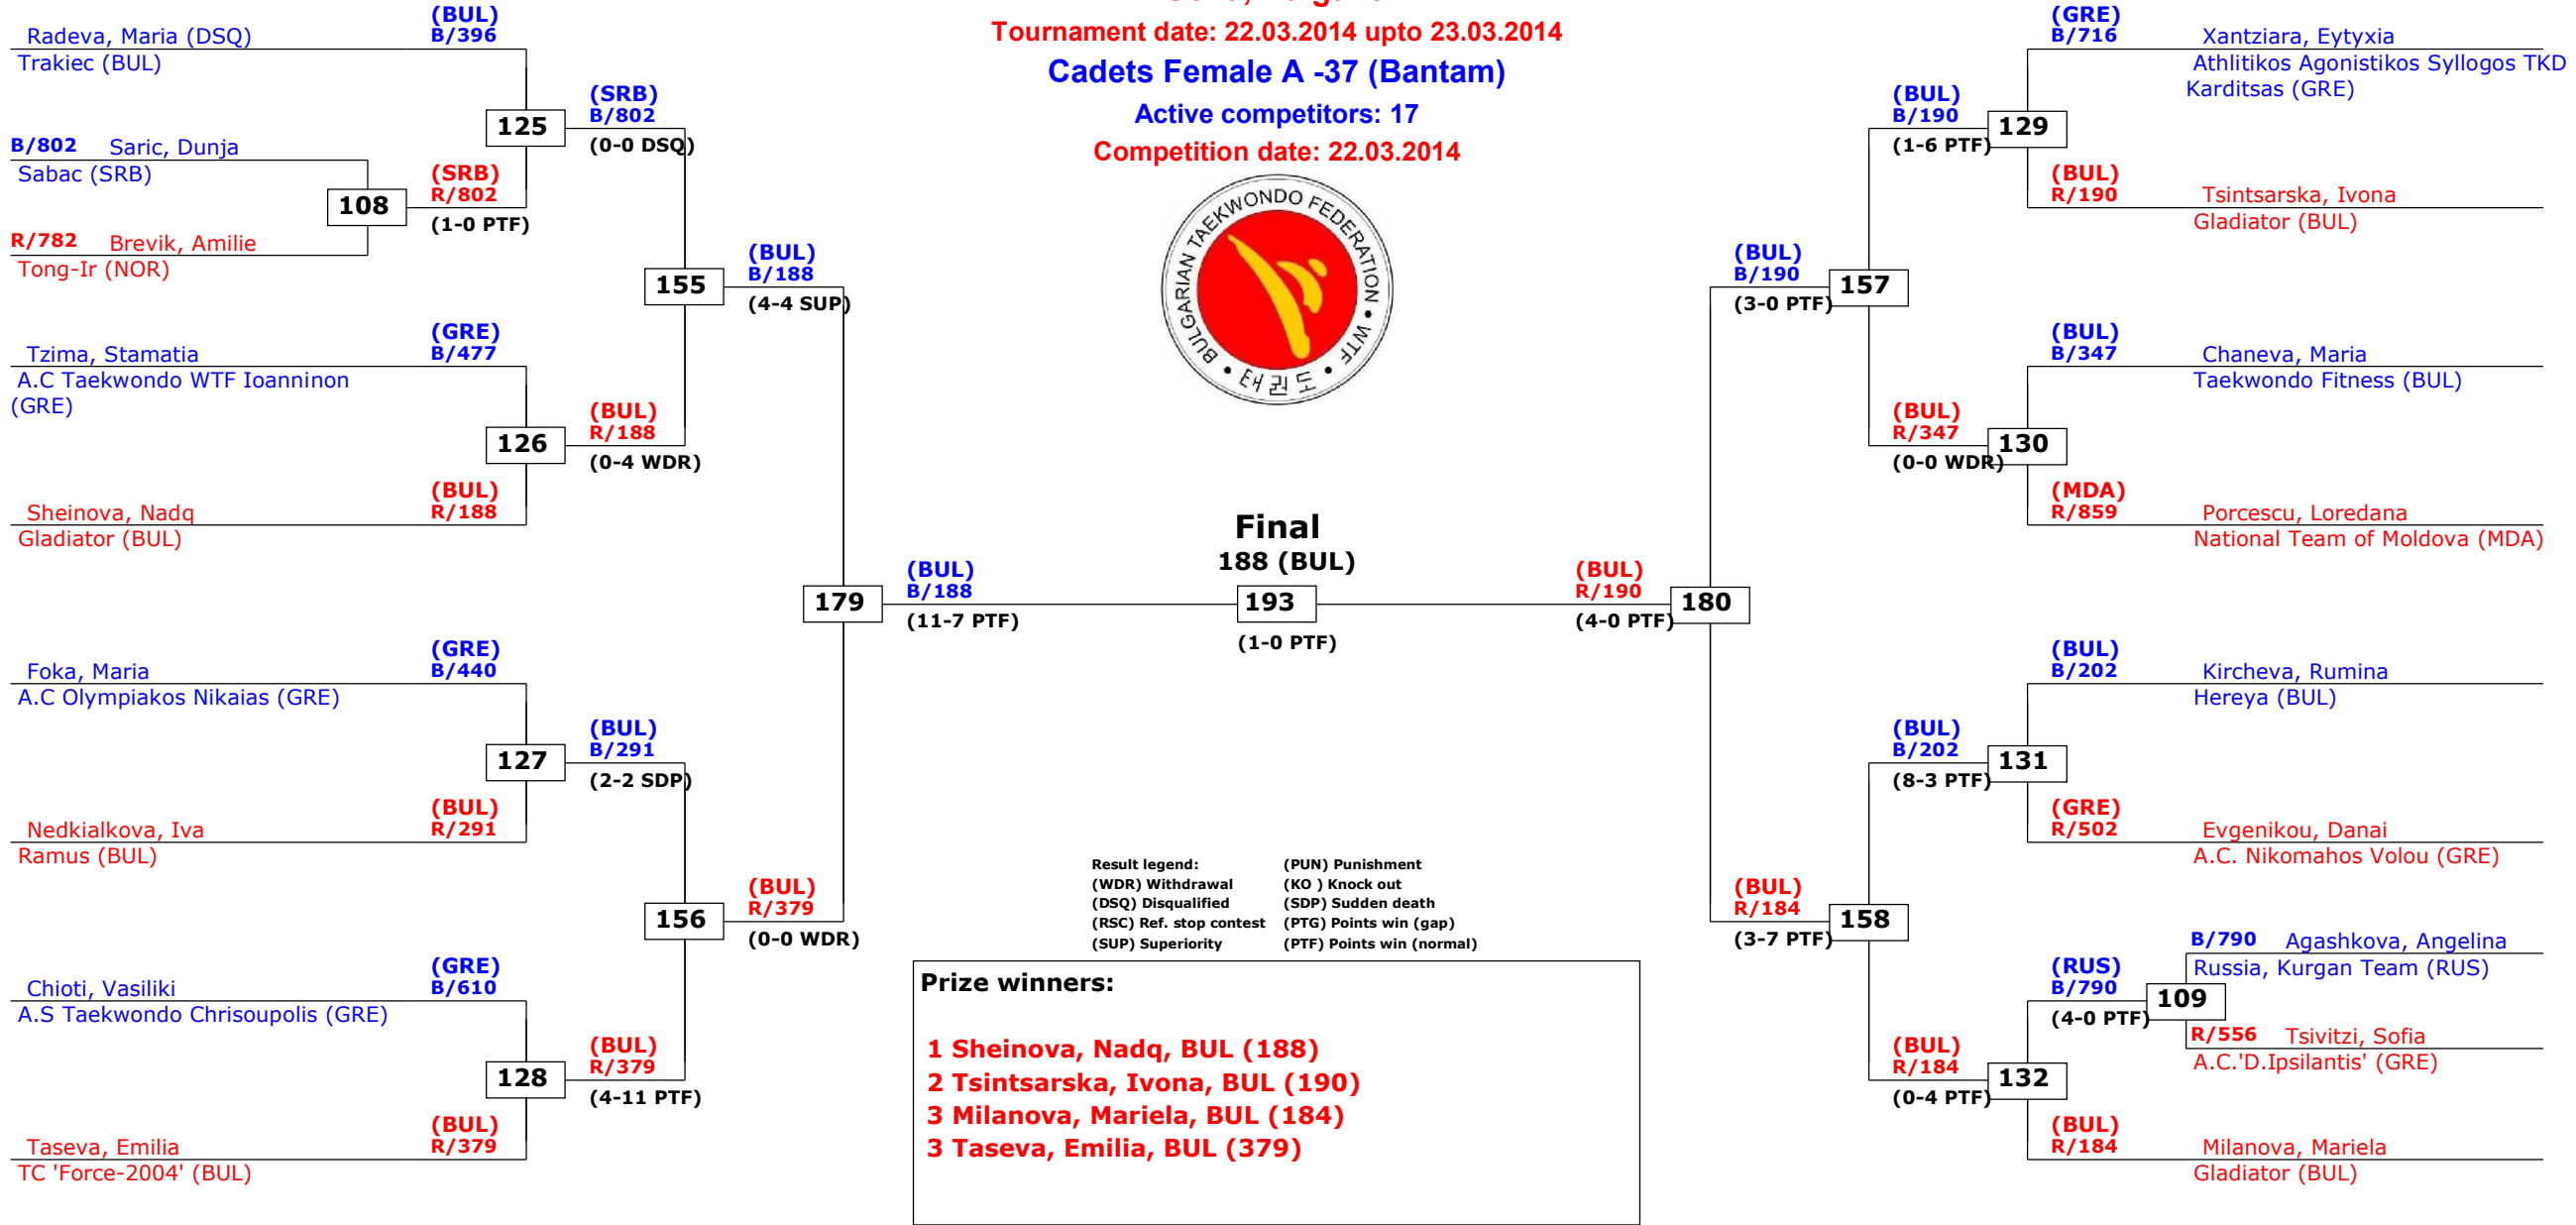 Tournament date: 22.03.2014 upto 23.03.2014
Cadets Female A -37 (Bantam)
Active competitors: 17
Competition date: 22.03.2014
BULGARIAN TAEKWONDO FEDERATION • WTF • 태권도 •
Radeva, Maria (DSQ)
(BUL)
B/396
Trakiec (BUL)
125
(SRB)
B/802
(0-0 DSQ)
B/802 Saric, Dunja
Sabac (SRB)
108
(SRB)
R/802
(1-0 PTF)
R/782 Brevik, Amilie
Tong-Ir (NOR)
155
(BUL)
B/188
(4-4 SUP)
Tzima, Stamatia
(GRE)
B/477
A.C Taekwondo WTF Ioanninon
(GRE)
126
(BUL)
R/188
(0-4 WDR)
Sheinova, Nadq
(BUL)
R/188
Gladiator (BUL)
179
(BUL)
B/188
(11-7 PTF)
Foka, Maria
(GRE)
B/440
A.C Olympiakos Nikaias (GRE)
127
(BUL)
B/291
(2-2 SDP)
Nedkialkova, Iva
(BUL)
R/291
Ramus (BUL)
156
(BUL)
R/379
(0-0 WDR)
Chioti, Vasiliki
(GRE)
B/610
A.S Taekwondo Chrisoupolis (GRE)
128
(BUL)
R/379
(4-11 PTF)
Taseva, Emilia
(BUL)
R/379
TC 'Force-2004' (BUL)
Final
188 (BUL)
193
(1-0 PTF)
(BUL)
R/190
(4-0 PTF)
180
(GRE)
B/716
Xantziara, Eytyxia
Athlitikos Agonistikos Syllogos TKD
Karditsas (GRE)
(BUL)
B/190
(1-6 PTF)
129
(BUL)
R/190
Tsintsarska, Ivona
Gladiator (BUL)
(BUL)
B/190
(3-0 PTF)
157
(BUL)
B/347
Chaneva, Maria
Taekwondo Fitness (BUL)
(BUL)
R/347
(0-0 WDR)
130
(MDA)
R/859
Porcescu, Loredana
National Team of Moldova (MDA)
(BUL)
B/202
Kircheva, Rumina
Hereya (BUL)
(BUL)
B/202
(8-3 PTF)
131
(GRE)
R/502
Evgenikou, Danai
A.C. Nikomahos Volou (GRE)
(BUL)
R/184
(3-7 PTF)
158
B/790 Agashkova, Angelina
Russia, Kurgan Team (RUS)
(RUS)
B/790
(4-0 PTF)
109
R/556 Tsivitzi, Sofia
A.C.'D.Ipsilantis' (GRE)
(BUL)
R/184
(0-4 PTF)
132
(BUL)
R/184
Milanova, Mariela
Gladiator (BUL)
Result legend: (PUN) Punishment
(WDR) Withdrawal (KO ) Knock out
(DSQ) Disqualified (SDP) Sudden death
(RSC) Ref. stop contest (PTG) Points win (gap)
(SUP) Superiority (PTF) Points win (normal)
Prize winners:
1 Sheinova, Nadq, BUL (188)
2 Tsintsarska, Ivona, BUL (190)
3 Milanova, Mariela, BUL (184)
3 Taseva, Emilia, BUL (379)